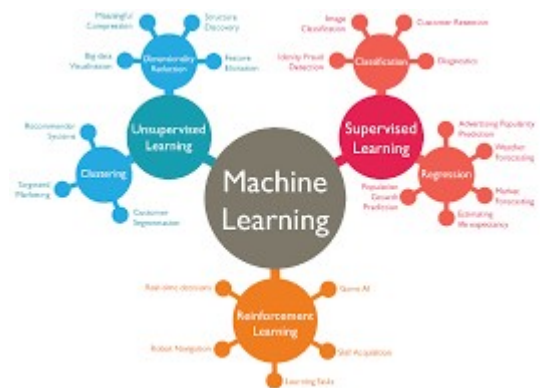 Meaningful
Compression
Structure
Discovery
Big data
Visualisation
Dimensionality
Reduction
Feature
Elicitation
Unsupervised
Learning
Recommender
Systems
Clustering
Targeted
Marketing
Customer
Segmentation
Machine
Learning
Image
Classification
Customer Retention
Identity Fraud
Detection
Classification
Diagnostics
Supervised
Learning
Advertising Popularity
Prediction
Weather
Forecasting
Regression
Population
Growth
Prediction
Market
Forecasting
Estimating
life expectancy
Real-time decisions
Game AI
Reinforcement
Learning
Robot Navigation
Skill Acquisition
Learning Tasks